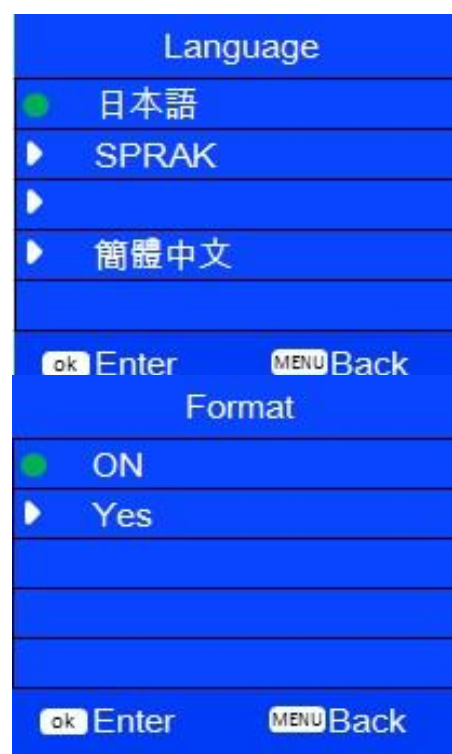 Language
日本語
SPRAK
簡體中文
ok Enter MENU Back
Format
ON
Yes
ok Enter MENU Back